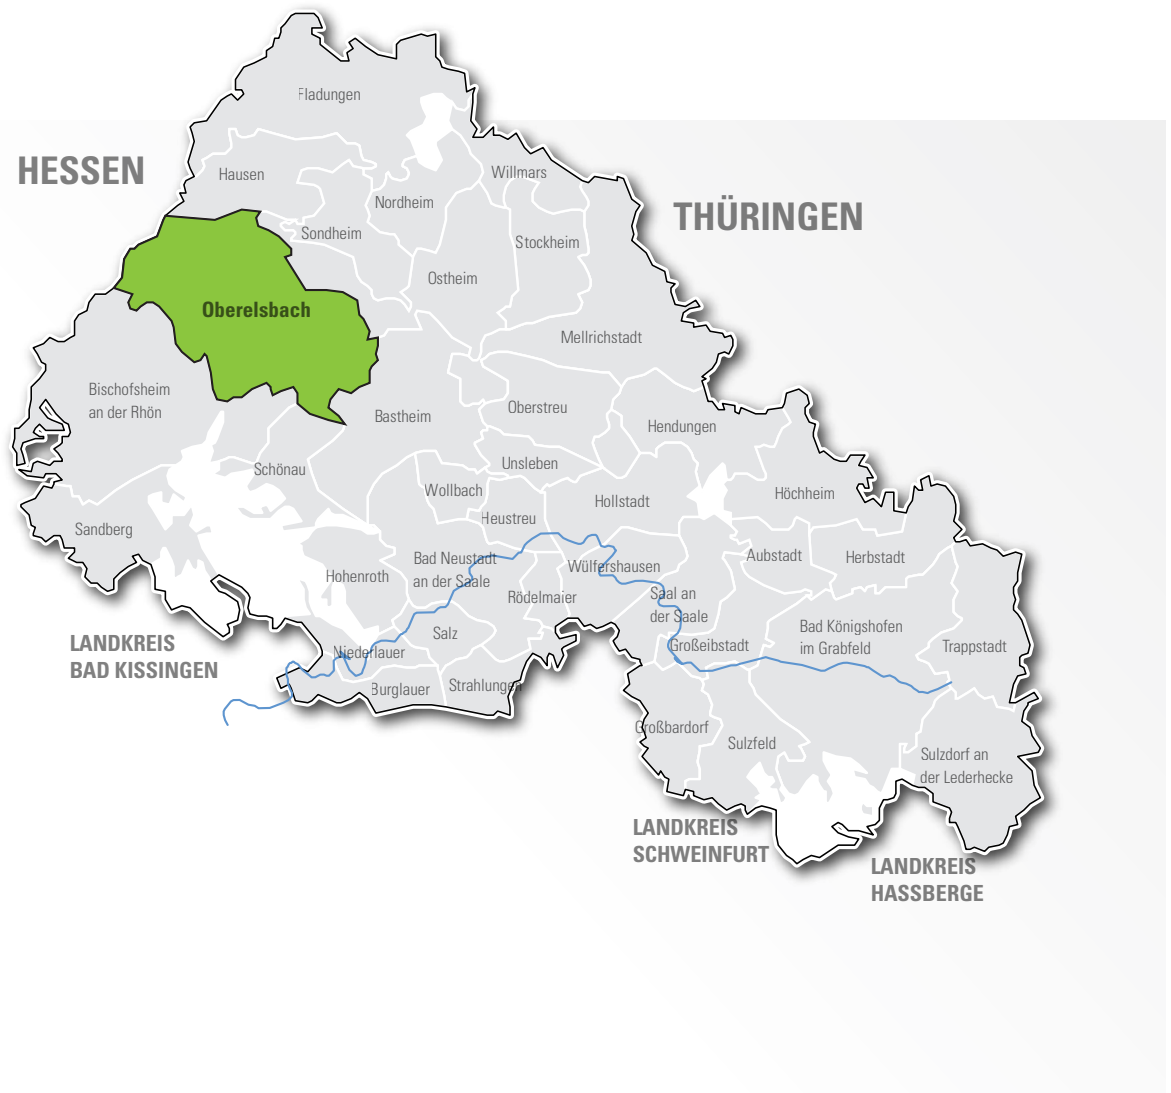 Fladungen
HESSEN
Hausen
Willmars
Nordheim
THÜRINGEN
Sondheim
Stockheim
Ostheim
Oberelsbach
Mellrichstadt
Bischofsheim
an der Rhön
Bastheim
Oberstreu
Hendungen
Schönau
Unsleben
Wollbach
Hollstadt
Höchheim
Sandberg
Heustreu
Bad Neustadt
an der Saale
Wülfershausen
Aubstadt
Herbstadt
Hohenroth
Rödelmaier
Saal an
der Saale
Salz
Bad Königshofen
im Grabfeld
Großeibstadt
Trappstadt
LANDKREIS
BAD KISSINGEN
Niederlauer
Burglauer
Strahlungen
Großbardorf
Sulzfeld
Sulzdorf an
der Lederhecke
LANDKREIS
SCHWEINFURT
LANDKREIS
HASSBERGE